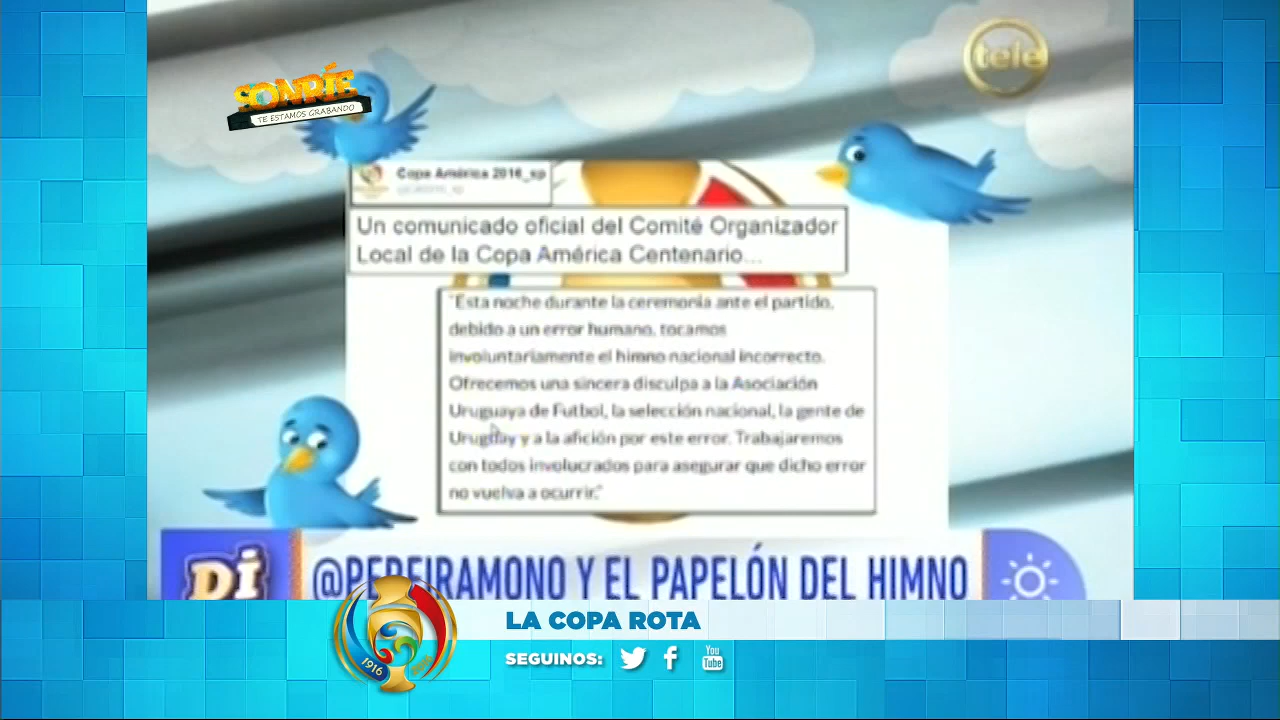 tele
SONRÍE
TE ESTAMOS GRABANDO
Copa América 2016_sp
Un comunicado oficial del Comité Organizador
Local de la Copa América Centenario...
"Esta noche durante la ceremonia ante el partido,
debido a un error humano, tocamos
involuntariamente el himno nacional incorrecto.
Ofrecemos una sincera disculpa a la Asociación
Uruguaya de Futbol, la selección nacional, la gente de
Uruguay y a la afición por este error. Trabajaremos
con todos involucrados para asegurar que dicho error
no vuelva a ocurrir."
Dí
@PEREIRAMONO Y EL PAPELÓN DEL HIMNO
1916
LA COPA ROTA
SEGUINOS:
You
Tube